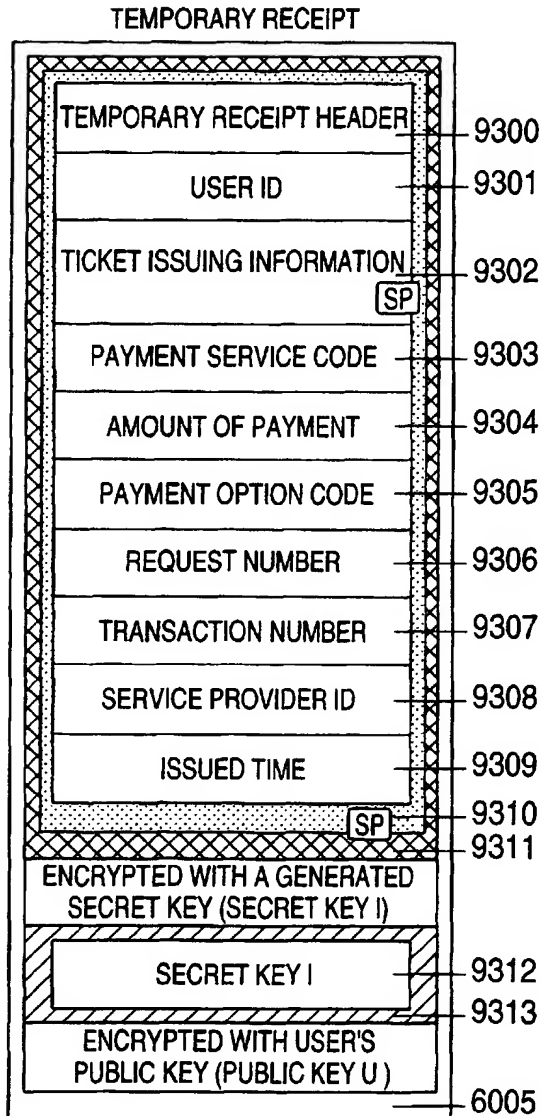 TEMPORARY RECEIPT
TEMPORARY RECEIPT HEADER 9300
USER ID 9301
TICKET ISSUING INFORMATION 9302
SP
PAYMENT SERVICE CODE 9303
AMOUNT OF PAYMENT 9304
PAYMENT OPTION CODE 9305
REQUEST NUMBER 9306
TRANSACTION NUMBER 9307
SERVICE PROVIDER ID 9308
ISSUED TIME 9309
SP 9310
9311
ENCRYPTED WITH A GENERATED
SECRET KEY (SECRET KEY I)
SECRET KEY I 9312
9313
ENCRYPTED WITH USER'S
PUBLIC KEY (PUBLIC KEY U )
6005